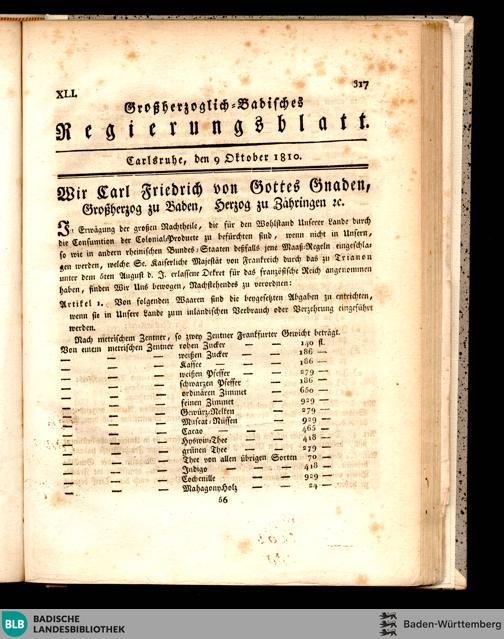 XLI.
317
Großherzoglich-Badisches
Regierungsblatt.
Carlsruhe, den 9 Oktober 1810.
Wir Carl Friedrich von Gottes Gnaden,
Großherzog zu Baden, Herzog zu Zähringen ꝛc.
In Erwägung der großen Nachtheile, die für den Wohlstand Unserer Lande durch
die Consumtion der Colonial-Producte zu befürchten sind, wenn nicht in Unsern,
so wie in andern rheinischen Bundes-Staaten deßfalls jene Maaß-Regeln eingeschla-
gen werden, welche Se. Kaiserliche Majestät von Frankreich durch das zu Trianon
unter dem 5ten August d. J. erlassene Dekret für das französische Reich angenommen
haben, finden Wir Uns bewogen, Nachstehendes zu verordnen:
Artikel 1. Von folgenden Waaren sind die beygesetzten Abgaben zu entrichten,
wenn sie in Unsere Lande zum inländischen Verbrauch oder Verzehrung eingeführt
werden.
Nach metrischem Zentner, so zwey Zentner Frankfurter Gewicht beträgt.
Von einem metrischen Zentner rohen Zucker — — 140 fl.
— — — weißen Zucker — — 186 —
— — — Kaffee — — 186 —
— — — weißen Pfeffer — — 279 —
— — — schwarzen Pfeffer — — 186 —
— — — ordinären Zimmet — 650 —
— — — feinen Zimmet — — 929 —
— — — Gewürz-Nelken — — 279 —
— — — Muscat-Nüssen — — 929 —
— — — Cacao — — 465 —
— — — Hyswin-Thee — — 418 —
— — — grünen Thee — — 279 —
— — — Thee von allen übrigen Sorten 70 —
— — — Indigo — — 418 —
— — — Cochenille — — 929 —
— — — Mahagony-Holz — — 24 —
56
BLB BADISCHE
LANDESBIBLIOTHEK
Baden-Württemberg